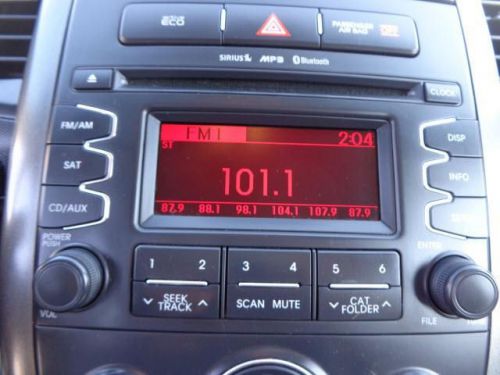 ECO
PASSENGER
AIR BAG OFF
SIRIUS MP3 Bluetooth
CLOCK
FM/AM
SAT
CD/AUX
FM1 2:04
ST
101.1
87.9 88.1 98.1 104.1 107.9 87.9
DISP
INFO
POWER
PUSH
VOL
1 2 3 4 5 6
SEEK
TRACK
SCAN MUTE
CAT
FOLDER
ENTER
FILE
TUNE